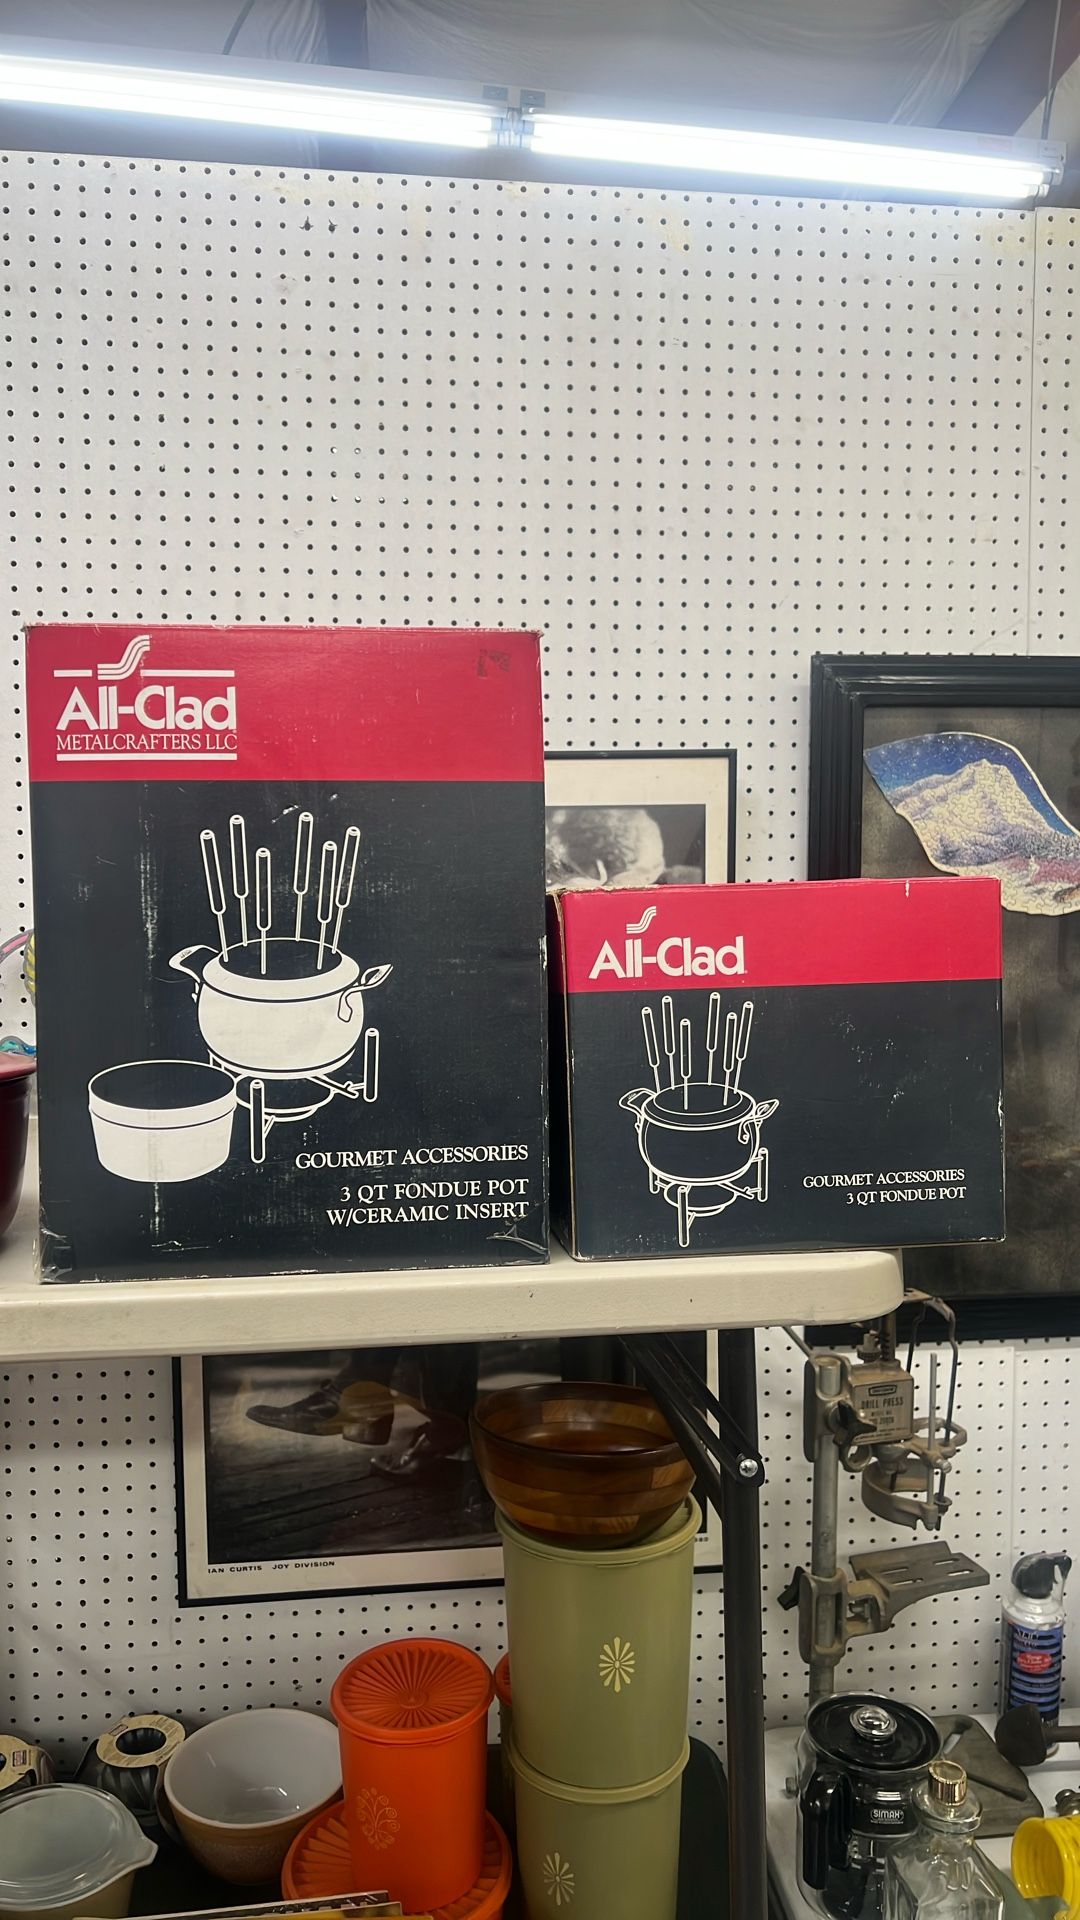 All-Clad
METALCRAFTERS LLC
GOURMET ACCESSORIES
3 QT FONDUE POT
W/CERAMIC INSERT
All-Clad
GOURMET ACCESSORIES
3 QT FONDUE POT
IAN CURTIS JOY DIVISION
DRILL PRESS
SIMAX